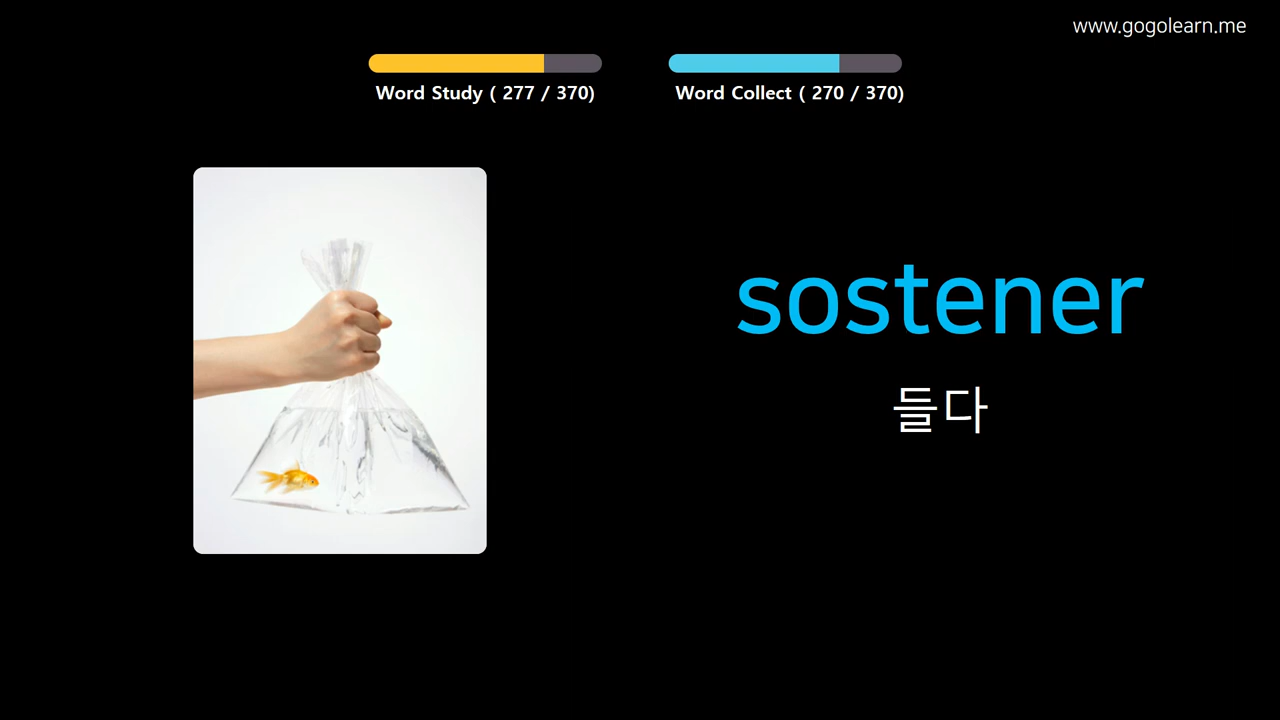 www.gogolearn.me
Word Study ( 277 / 370)
Word Collect ( 270 / 370)
sostener
들다